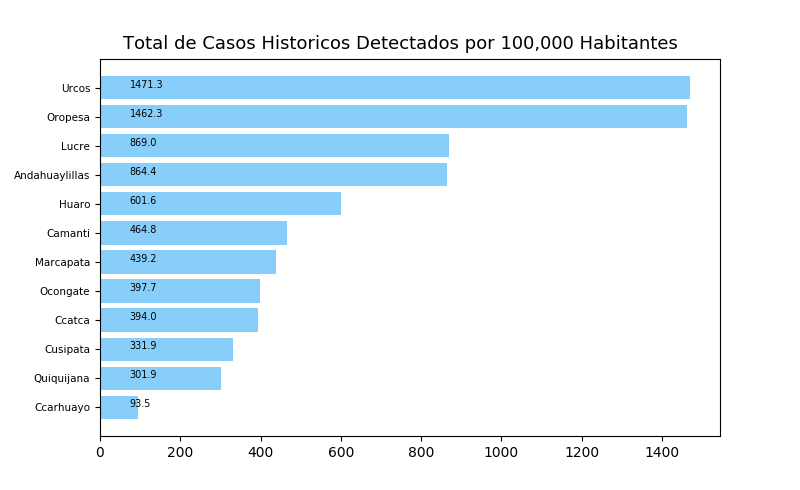 Total de Casos Historicos Detectados por 100,000 Habitantes
Urcos 1471.3
Oropesa 1462.3
Lucre 869.0
Andahuaylillas 864.4
Huaro 601.6
Camanti 464.8
Marcapata 439.2
Ocongate 397.7
Ccatca 394.0
Cusipata 331.9
Quiquijana 301.9
Ccarhuayo 93.5
0 200 400 600 800 1000 1200 1400